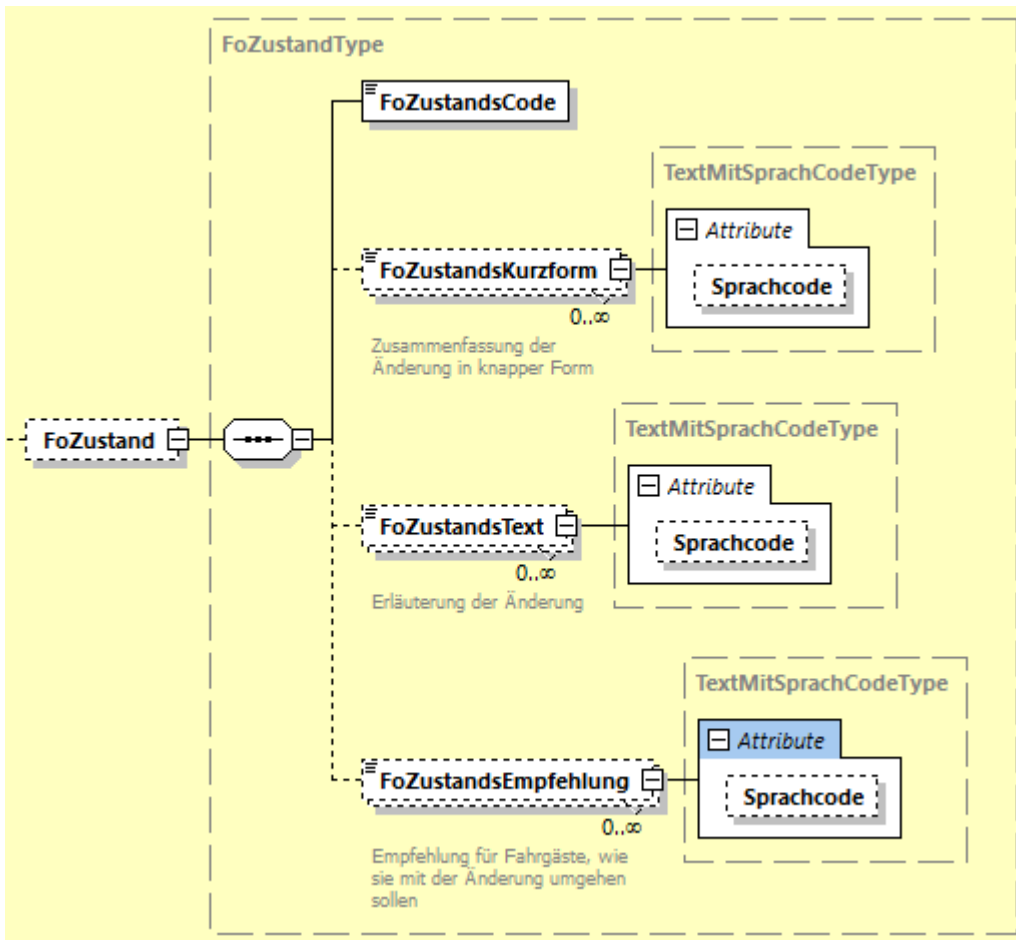 FoZustandType
FoZustandsCode
TextMitSprachCodeType
Attribute
FoZustandsKurzform
Sprachcode
0..∞
Zusammenfassung der
Änderung in knapper Form
TextMitSprachCodeType
FoZustand
Attribute
FoZustandsText
Sprachcode
0..∞
Erläuterung der Änderung
TextMitSprachCodeType
Attribute
FoZustandsEmpfehlung
Sprachcode
0..∞
Empfehlung für Fahrgäste, wie
sie mit der Änderung umgehen
sollen